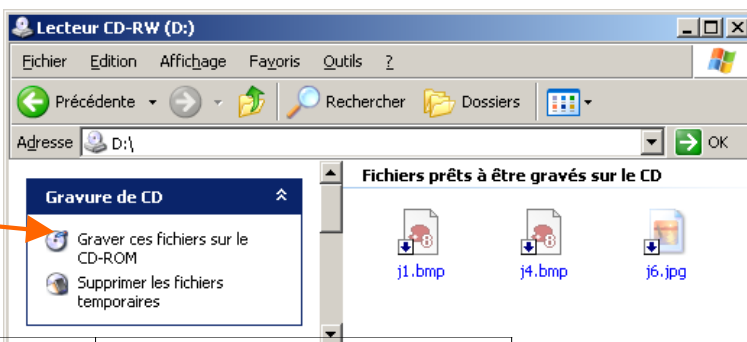 Lecteur CD-RW (D:)
Fichier Edition Affichage Favoris Outils ?
Précédente Rechercher Dossiers
Adresse D:\ OK
Fichiers prêts à être gravés sur le CD
Gravure de CD
Graver ces fichiers sur le
CD-ROM
Supprimer les fichiers
temporaires
j1.bmp j4.bmp j6.jpg